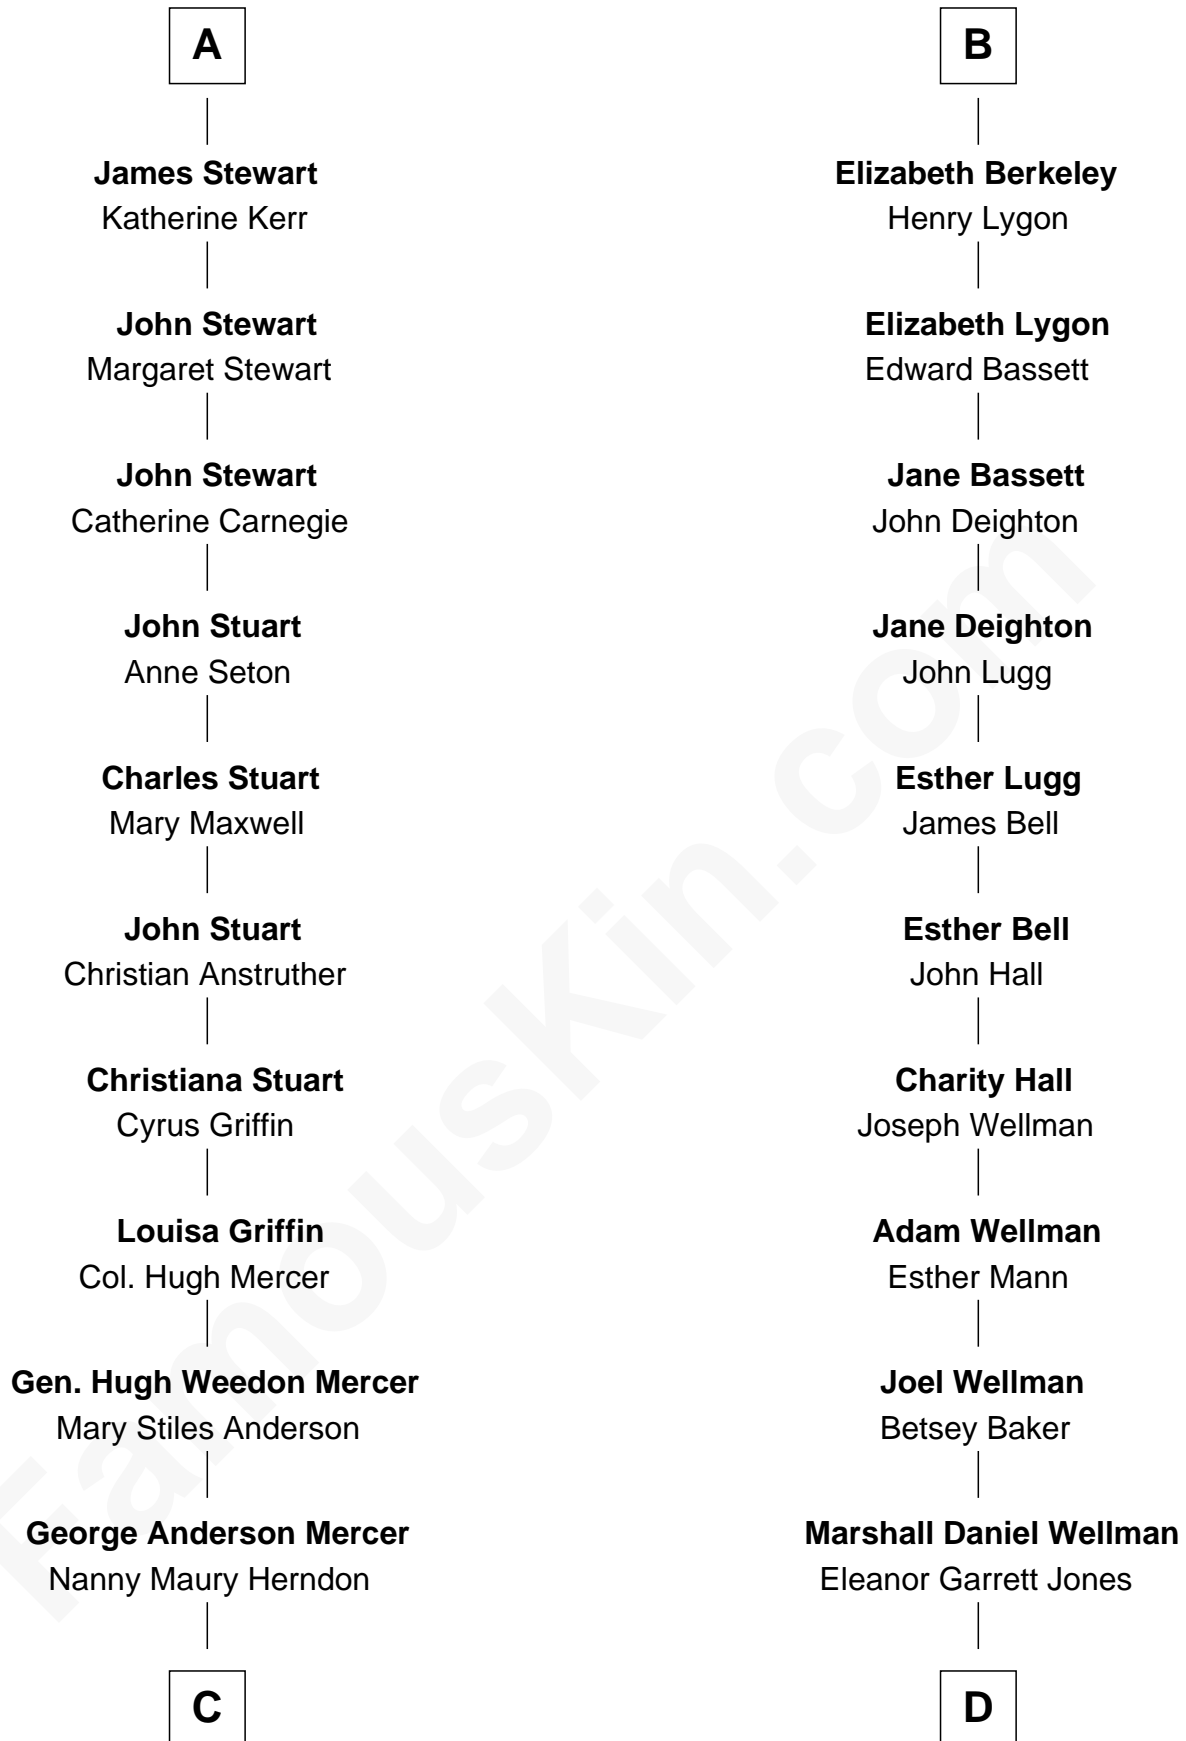 A
James Stewart
Katherine Kerr
John Stewart
Margaret Stewart
John Stewart
Catherine Carnegie
John Stuart
Anne Seton
Charles Stuart
Mary Maxwell
John Stuart
Christian Anstruther
Christiana Stuart
Cyrus Griffin
Louisa Griffin
Col. Hugh Mercer
Gen. Hugh Weedon Mercer
Mary Stiles Anderson
George Anderson Mercer
Nanny Maury Herndon
C
B
Elizabeth Berkeley
Henry Lygon
Elizabeth Lygon
Edward Bassett
Jane Bassett
John Deighton
Jane Deighton
John Lugg
Esther Lugg
James Bell
Esther Bell
John Hall
Charity Hall
Joseph Wellman
Adam Wellman
Esther Mann
Joel Wellman
Betsey Baker
Marshall Daniel Wellman
Eleanor Garrett Jones
D
FamousKin.com